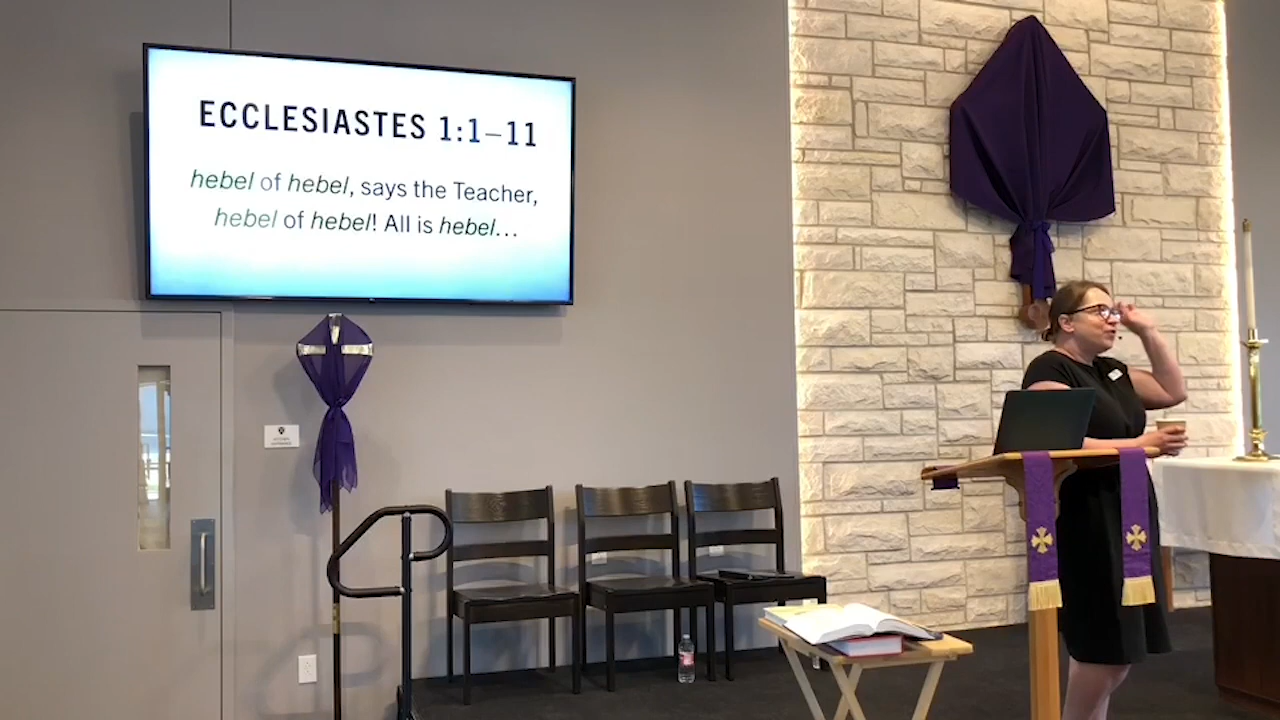 ECCLESIASTES 1:1–11
hebel of hebel, says the Teacher,
hebel of hebel! All is hebel...